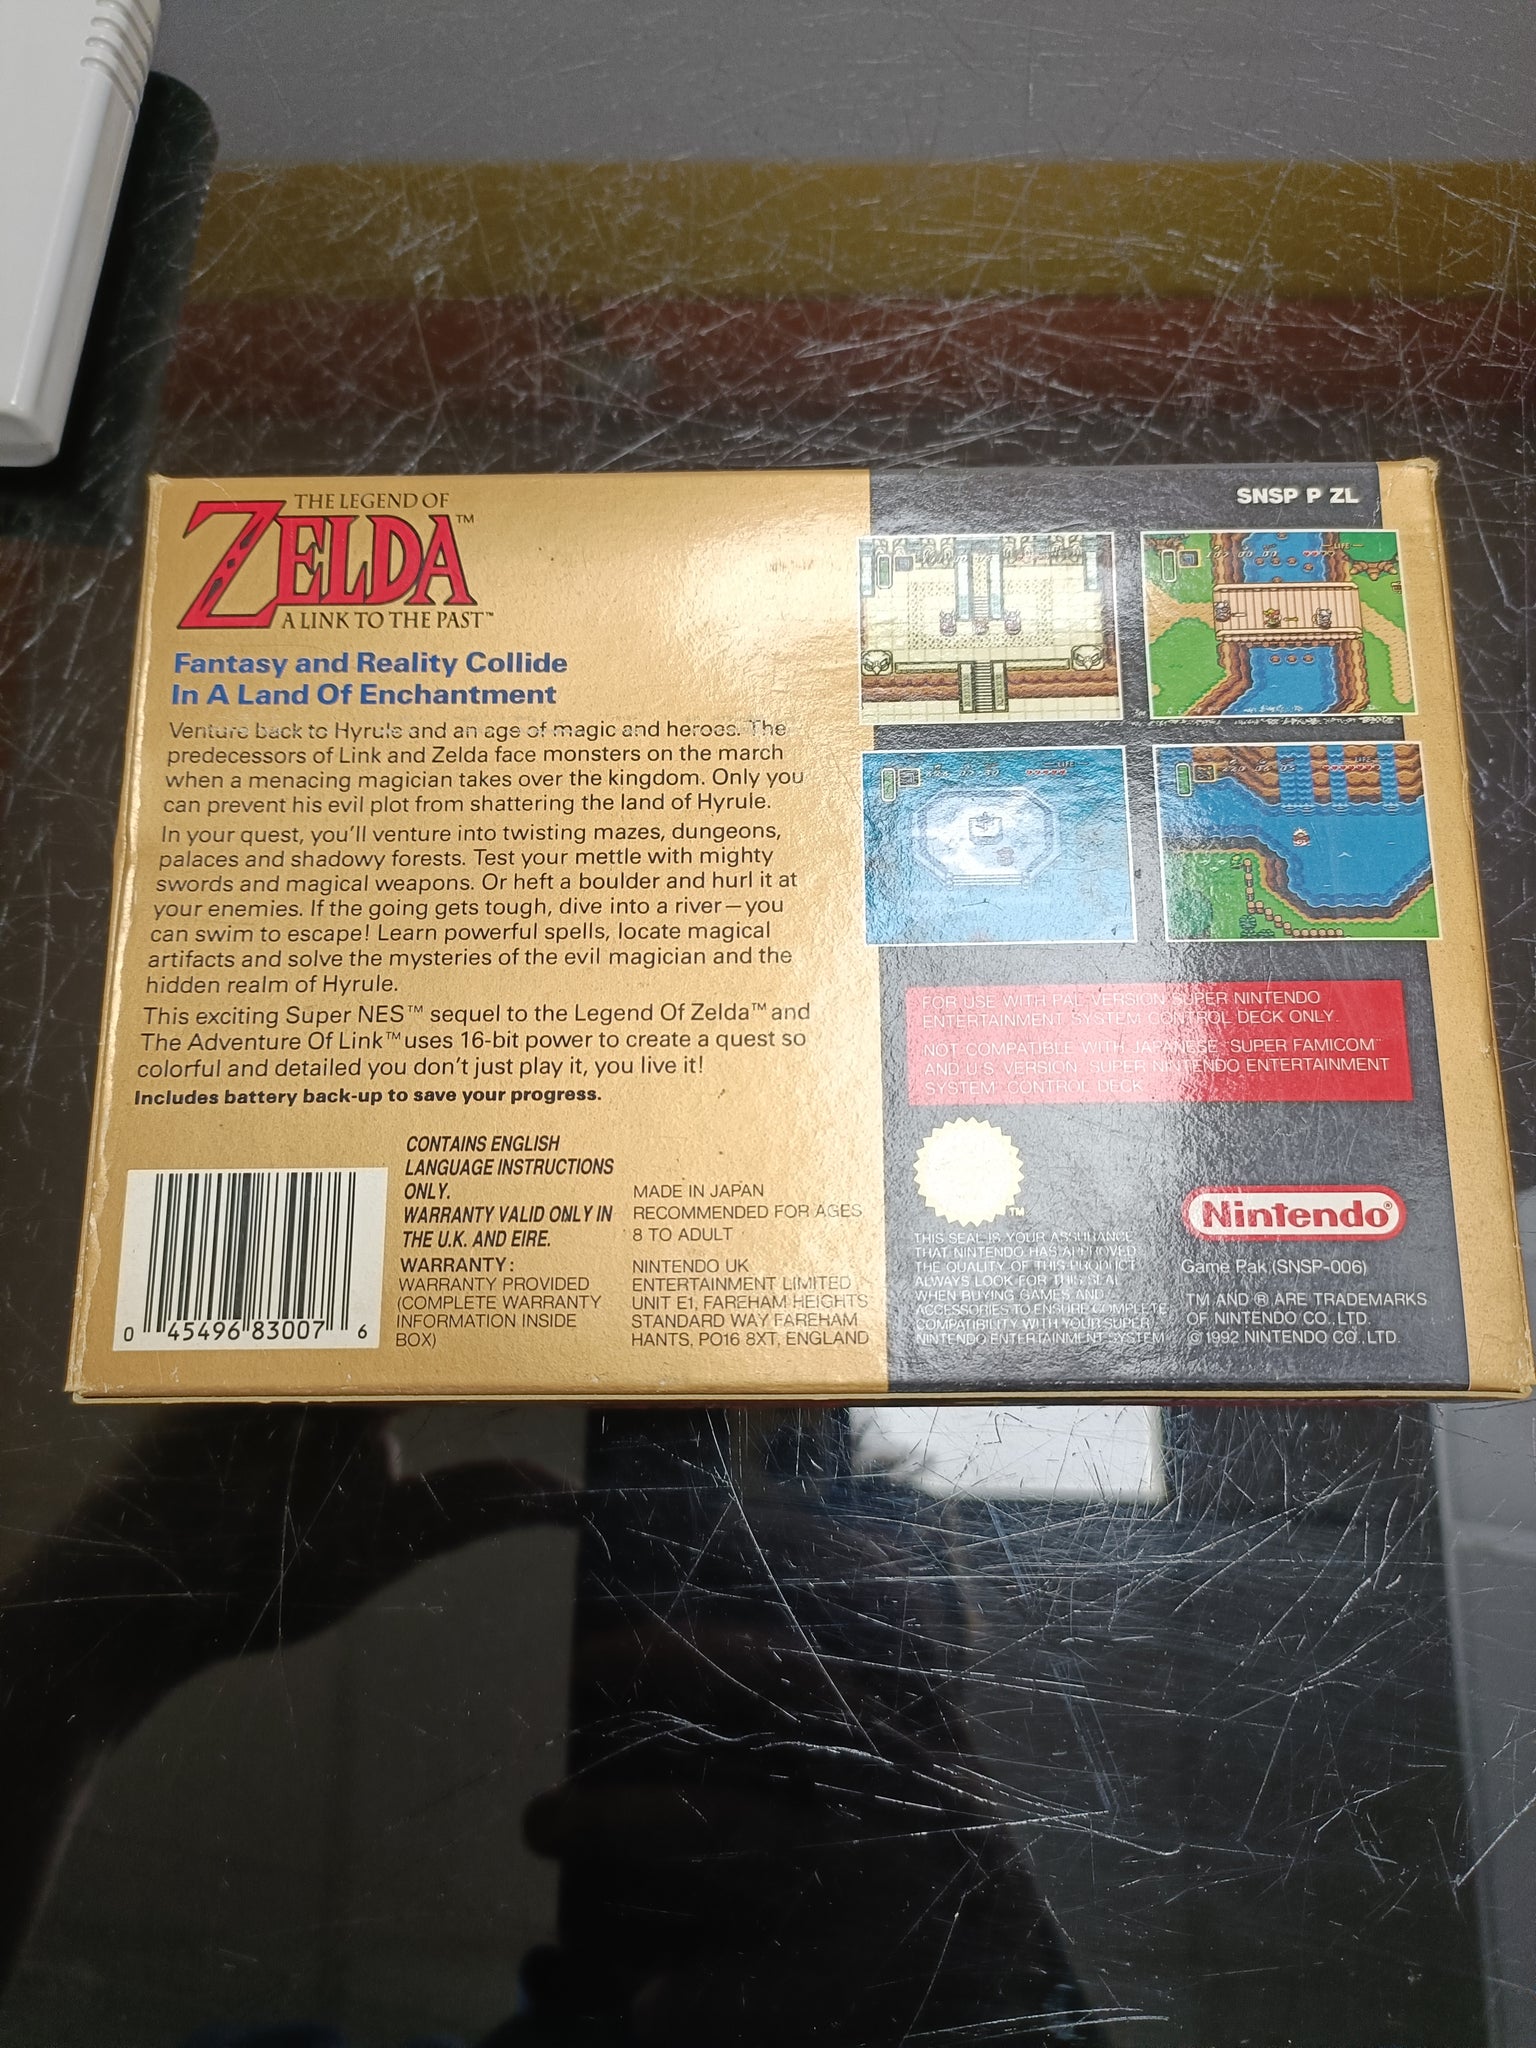 THE LEGEND OF
ZELDA™
A LINK TO THE PAST™
Fantasy and Reality Collide
In A Land Of Enchantment
Venture back to Hyrule and an age of magic and heroes. The
predecessors of Link and Zelda face monsters on the march
when a menacing magician takes over the kingdom. Only you
can prevent his evil plot from shattering the land of Hyrule.
In your quest, you'll venture into twisting mazes, dungeons,
palaces and shadowy forests. Test your mettle with mighty
swords and magical weapons. Or heft a boulder and hurl it at
your enemies. If the going gets tough, dive into a river—you
can swim to escape! Learn powerful spells, locate magical
artifacts and solve the mysteries of the evil magician and the
hidden realm of Hyrule.
This exciting Super NES™ sequel to the Legend Of Zelda™ and
The Adventure Of Link™ uses 16-bit power to create a quest so
colorful and detailed you don't just play it, you live it!
Includes battery back-up to save your progress.
0 45496 83007 6
CONTAINS ENGLISH
LANGUAGE INSTRUCTIONS
ONLY.
WARRANTY VALID ONLY IN
THE U.K. AND EIRE.
WARRANTY:
WARRANTY PROVIDED
(COMPLETE WARRANTY
INFORMATION INSIDE
BOX)
MADE IN JAPAN
RECOMMENDED FOR AGES
8 TO ADULT
NINTENDO UK
ENTERTAINMENT LIMITED
UNIT E1, FAREHAM HEIGHTS
STANDARD WAY FAREHAM
HANTS, PO16 8XT, ENGLAND
SNSP P ZL
LIFE
LIFE
LIFE
FOR USE WITH PAL VERSION SUPER NINTENDO
ENTERTAINMENT SYSTEM CONTROL DECK ONLY.
NOT COMPATIBLE WITH JAPANESE "SUPER FAMICOM"
AND U.S. VERSION SUPER NINTENDO ENTERTAINMENT
SYSTEM CONTROL DECK
TM
THIS SEAL IS YOUR ASSURANCE
THAT NINTENDO HAS APPROVED
THE QUALITY OF THIS PRODUCT.
ALWAYS LOOK FOR THIS SEAL
WHEN BUYING GAMES AND
ACCESSORIES TO ENSURE COMPLETE
COMPATIBILITY WITH YOUR SUPER
NINTENDO ENTERTAINMENT SYSTEM
Nintendo®
Game Pak (SNSP-006)
TM AND ® ARE TRADEMARKS
OF NINTENDO CO., LTD.
© 1992 NINTENDO CO., LTD.